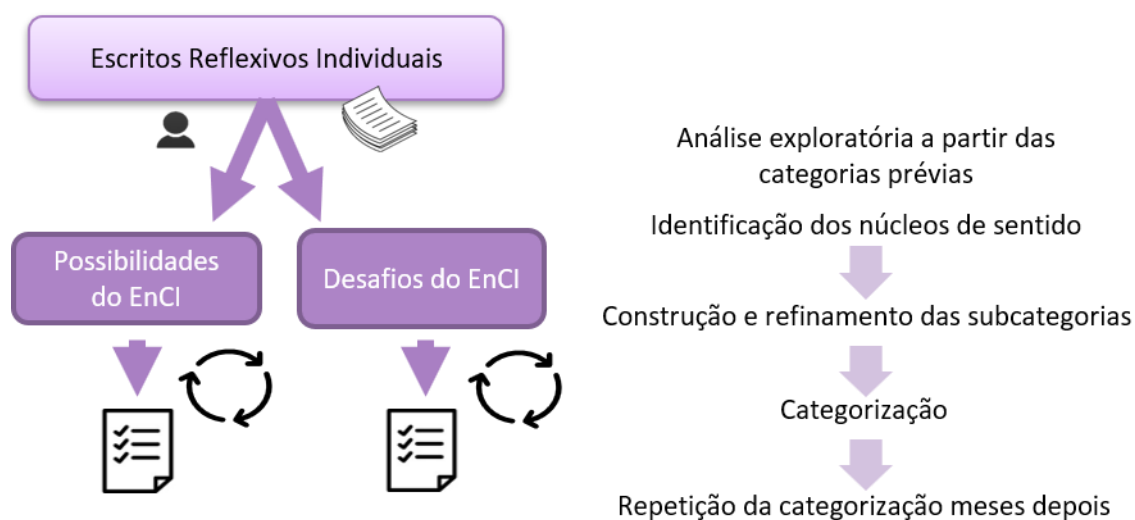 Escritos Reflexivos Individuais
Possibilidades
do EnCI
Desafios do EnCI
Análise exploratória a partir das
categorias prévias
Identificação dos núcleos de sentido
Construção e refinamento das subcategorias
Categorização
Repetição da categorização meses depois